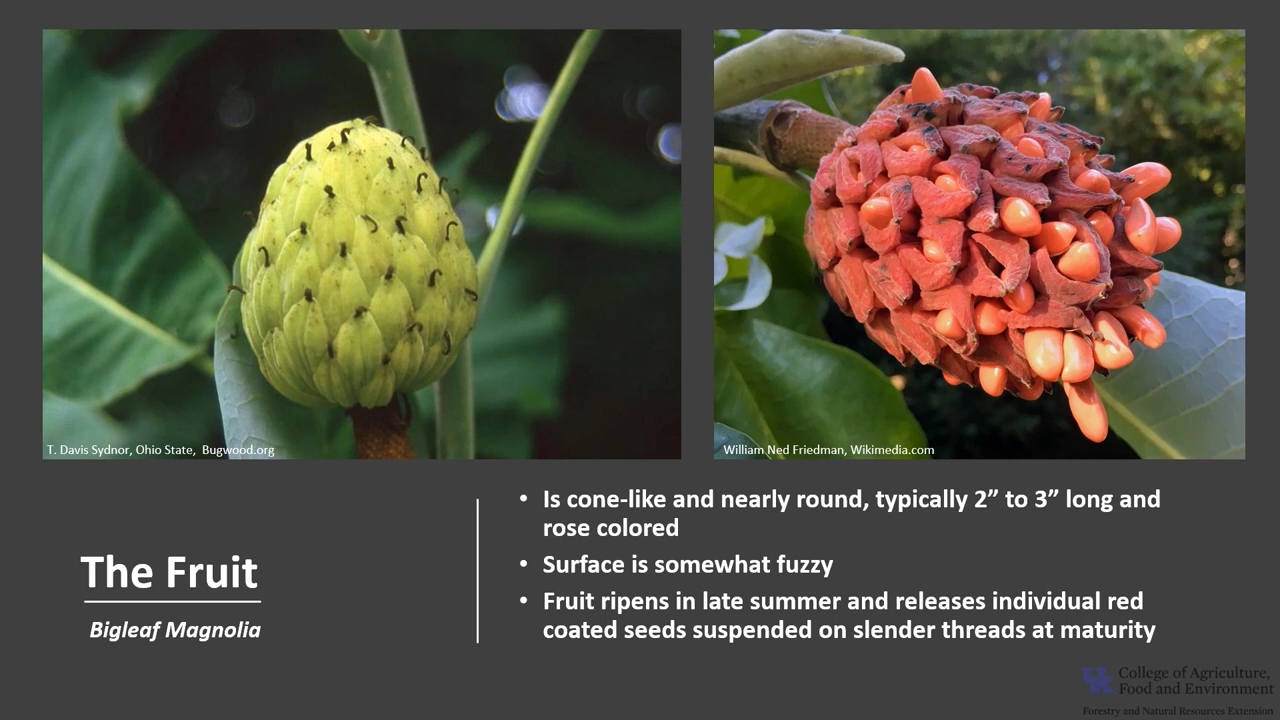 T. Davis Sydnor, Ohio State,  Bugwood.org
William Ned Friedman, Wikimedia.com
The Fruit
Bigleaf Magnolia
• Is cone-like and nearly round, typically 2” to 3” long and
rose colored
• Surface is somewhat fuzzy
• Fruit ripens in late summer and releases individual red
coated seeds suspended on slender threads at maturity
UK College of Agriculture,
Food and Environment
Forestry and Natural Resources Extension